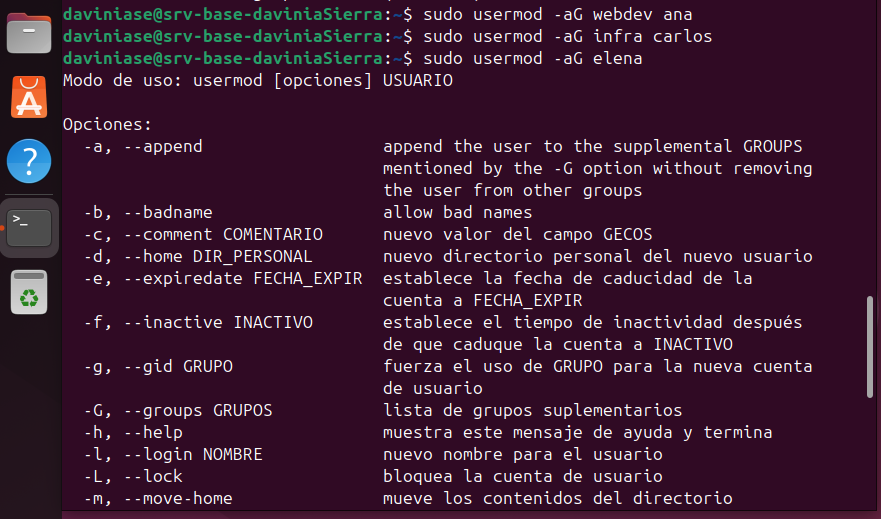 daviniase@srv-base-daviniaSierra:~$ sudo usermod -aG webdev ana
daviniase@srv-base-daviniaSierra:~$ sudo usermod -aG infra carlos
daviniase@srv-base-daviniaSierra:~$ sudo usermod -aG elena
Modo de uso: usermod [opciones] USUARIO

Opciones:
  -a, --append                  append the user to the supplemental GROUPS
                                mentioned by the -G option without removing
                                the user from other groups
  -b, --badname                 allow bad names
  -c, --comment COMENTARIO      nuevo valor del campo GECOS
  -d, --home DIR_PERSONAL       nuevo directorio personal del nuevo usuario
  -e, --expiredate FECHA_EXPIR  establece la fecha de caducidad de la
                                cuenta a FECHA_EXPIR
  -f, --inactive INACTIVO       establece el tiempo de inactividad después
                                de que caduque la cuenta a INACTIVO
  -g, --gid GRUPO               fuerza el uso de GRUPO para la nueva cuenta
                                de usuario
  -G, --groups GRUPOS           lista de grupos suplementarios
  -h, --help                    muestra este mensaje de ayuda y termina
  -l, --login NOMBRE            nuevo nombre para el usuario
  -L, --lock                    bloquea la cuenta de usuario
  -m, --move-home               mueve los contenidos del directorio